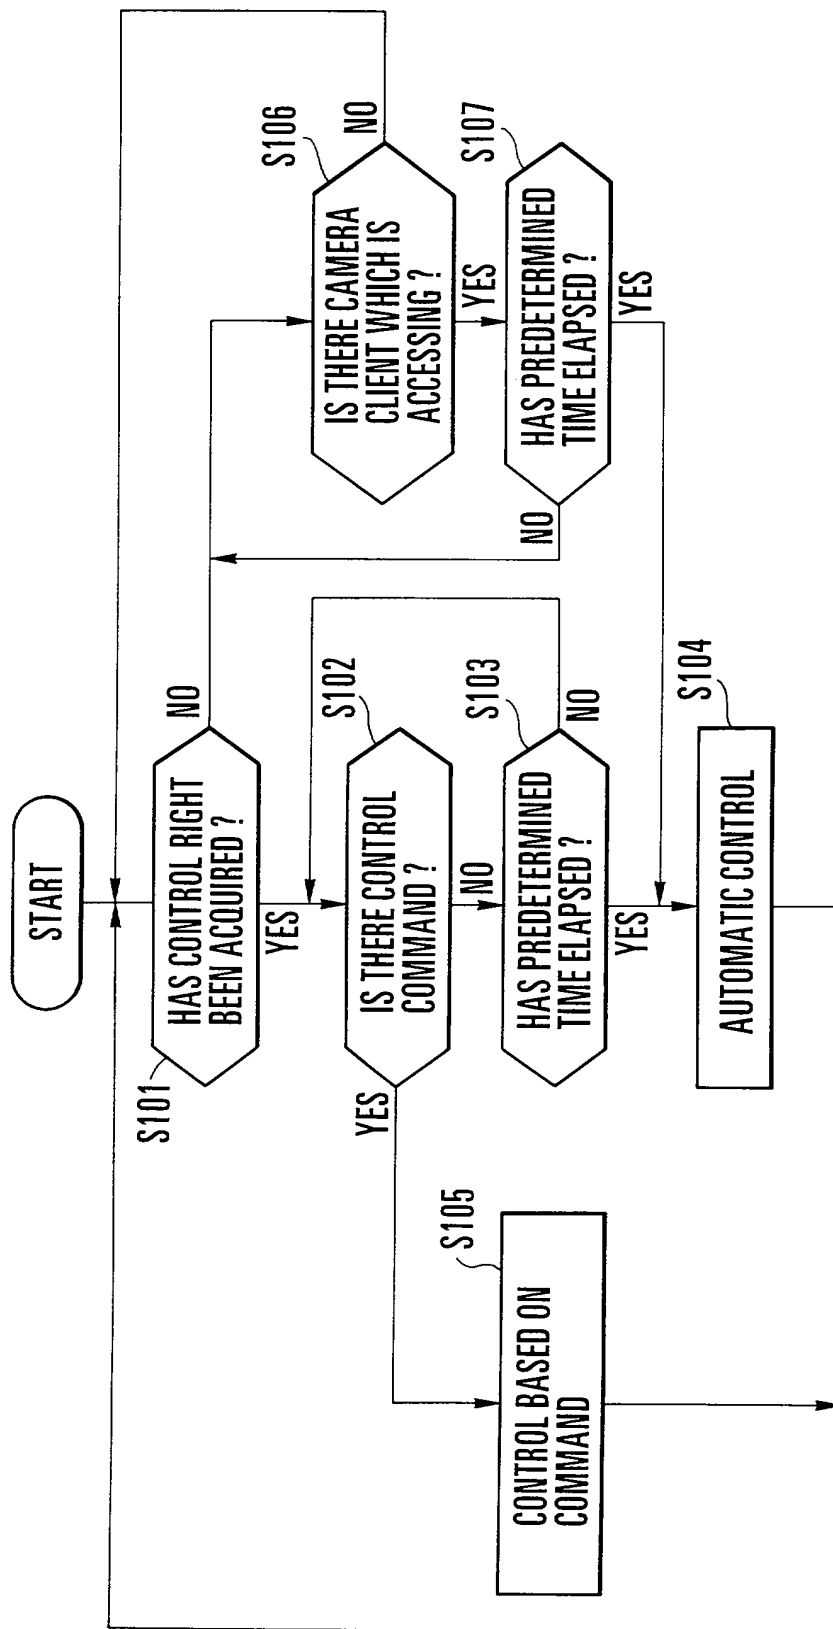 START
S101
HAS CONTROL RIGHT
BEEN ACQUIRED ?
NO
YES
S102
IS THERE CONTROL
COMMAND ?
YES
NO
S103
HAS PREDETERMINED
TIME ELAPSED ?
NO
YES
S104
AUTOMATIC CONTROL
S105
CONTROL BASED ON
COMMAND
S106
IS THERE CAMERA
CLIENT WHICH IS
ACCESSING ?
NO
YES
S107
HAS PREDETERMINED
TIME ELAPSED ?
NO
YES